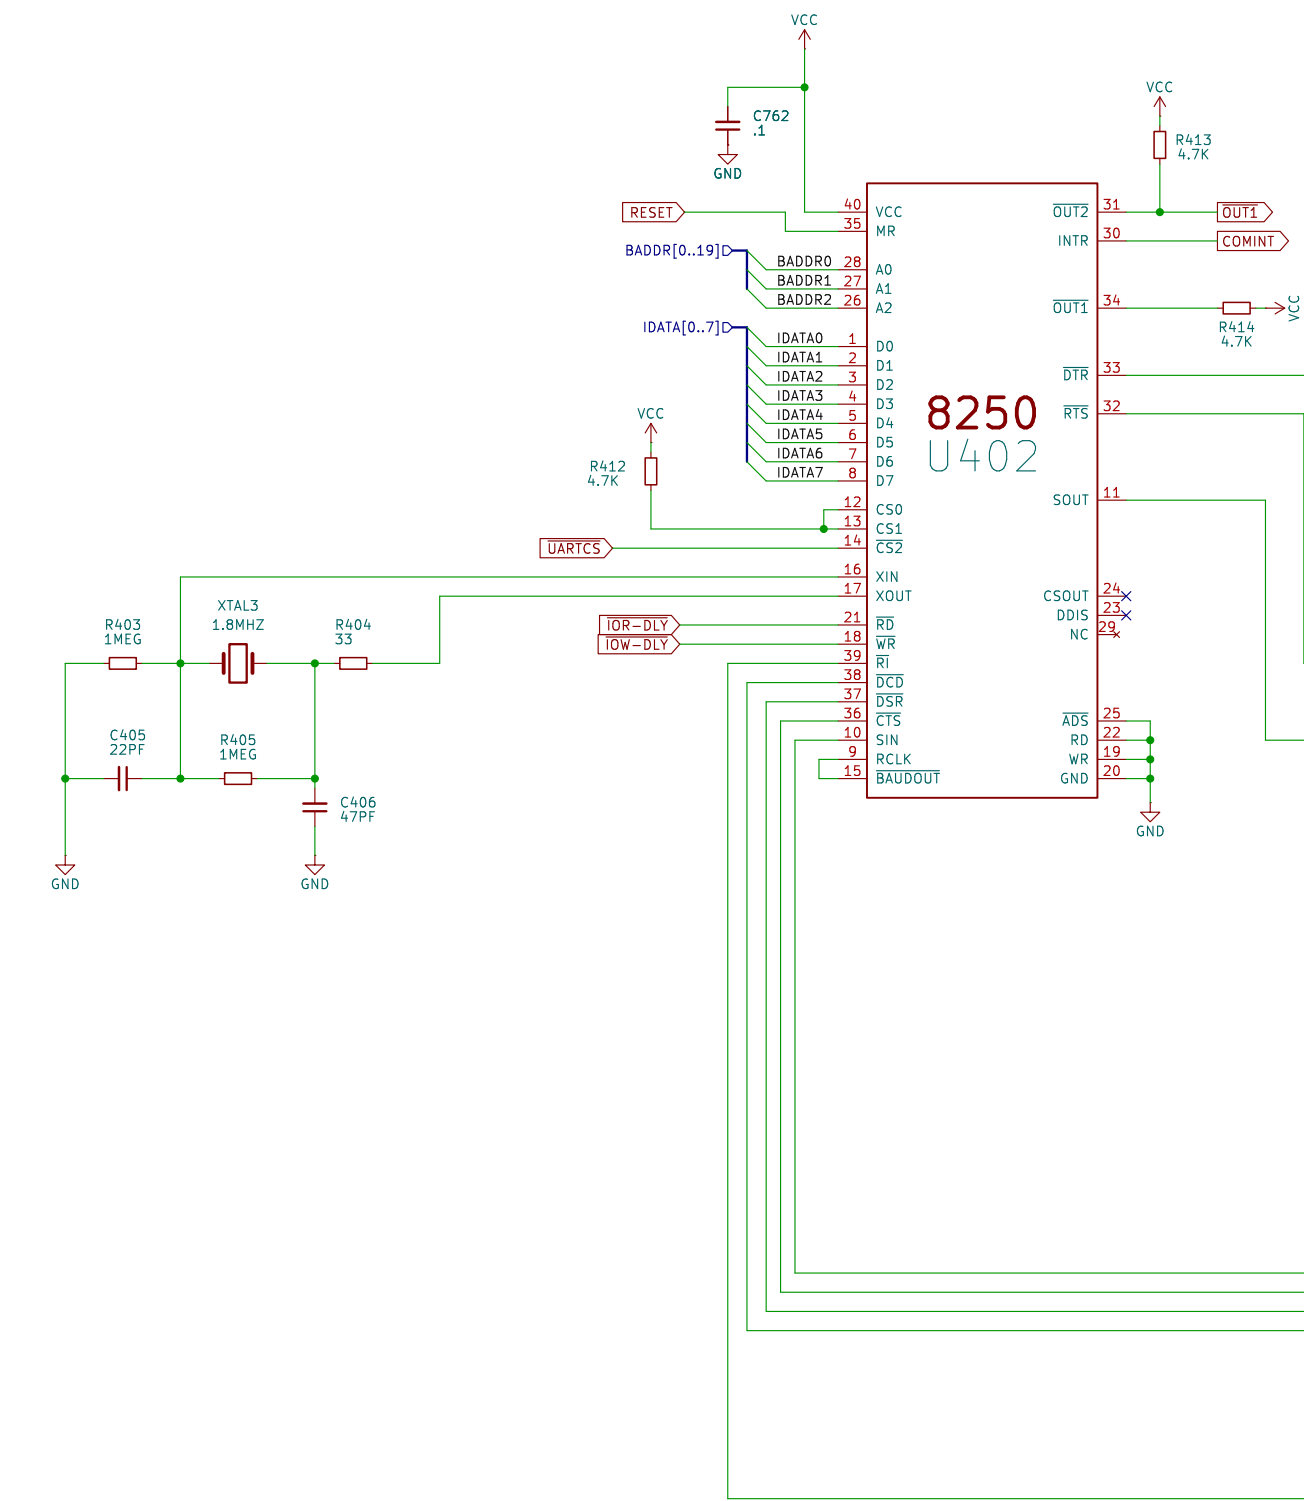 VCC
C762
.1
GND
VCC
R413
4.7K
RESET
BADDR[0..19]
BADDR0
BADDR1
BADDR2
IDATA[0..7]
IDATA0
IDATA1
IDATA2
IDATA3
IDATA4
IDATA5
IDATA6
IDATA7
VCC
R412
4.7K
UARTCS
IOR-DLY
IOW-DLY
40 VCC
35 MR
28 A0
27 A1
26 A2
1 D0
2 D1
3 D2
4 D3
5 D4
6 D5
7 D6
8 D7
12 CS0
13 CS1
14 CS2
16 XIN
17 XOUT
21 RD
18 WR
39 RI
38 DCD
37 DSR
36 CTS
10 SIN
9 RCLK
15 BAUDOUT
8250
U402
OUT2 31
INTR 30
OUT1 34
DTR 33
RTS 32
SOUT 11
CSOUT 24
DDIS 23
NC 29
ADS 25
RD 22
WR 19
GND 20
GND
OUT1
COMINT
R414
4.7K
VCC
XTAL3
1.8MHZ
R403
1MEG
R404
33
C405
22PF
R405
1MEG
C406
47PF
GND
GND